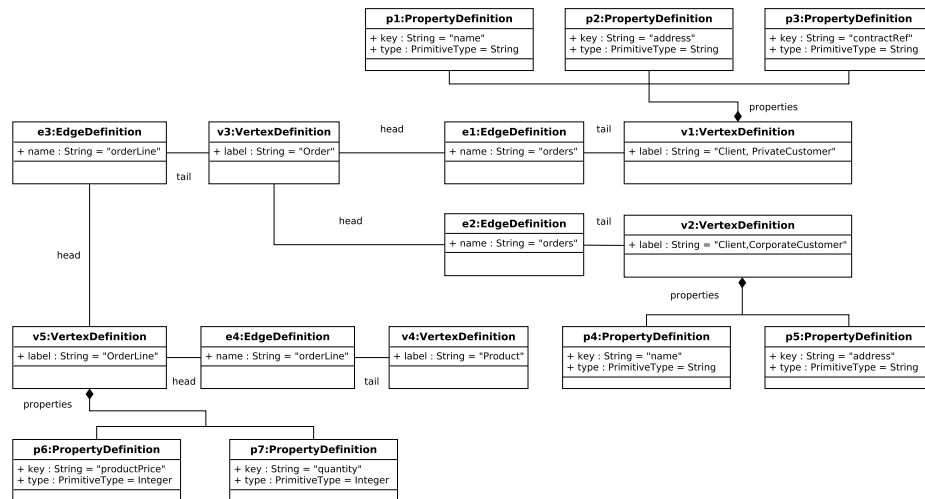 p1:PropertyDefinition
+ key : String = "name"
+ type : PrimitiveType = String
p2:PropertyDefinition
+ key : String = "address"
+ type : PrimitiveType = String
p3:PropertyDefinition
+ key : String = "contractRef"
+ type : PrimitiveType = String
properties
e3:EdgeDefinition
+ name : String = "orderLine"
tail
v3:VertexDefinition
+ label : String = "Order"
head
e1:EdgeDefinition
+ name : String = "orders"
tail
v1:VertexDefinition
+ label : String = "Client, PrivateCustomer"
head
e2:EdgeDefinition
+ name : String = "orders"
tail
v2:VertexDefinition
+ label : String = "Client,CorporateCustomer"
head
properties
v5:VertexDefinition
+ label : String = "OrderLine"
head
e4:EdgeDefinition
+ name : String = "orderLine"
tail
v4:VertexDefinition
+ label : String = "Product"
p4:PropertyDefinition
+ key : String = "name"
+ type : PrimitiveType = String
p5:PropertyDefinition
+ key : String = "address"
+ type : PrimitiveType = String
properties
p6:PropertyDefinition
+ key : String = "productPrice"
+ type : PrimitiveType = Integer
p7:PropertyDefinition
+ key : String = "quantity"
+ type : PrimitiveType = Integer